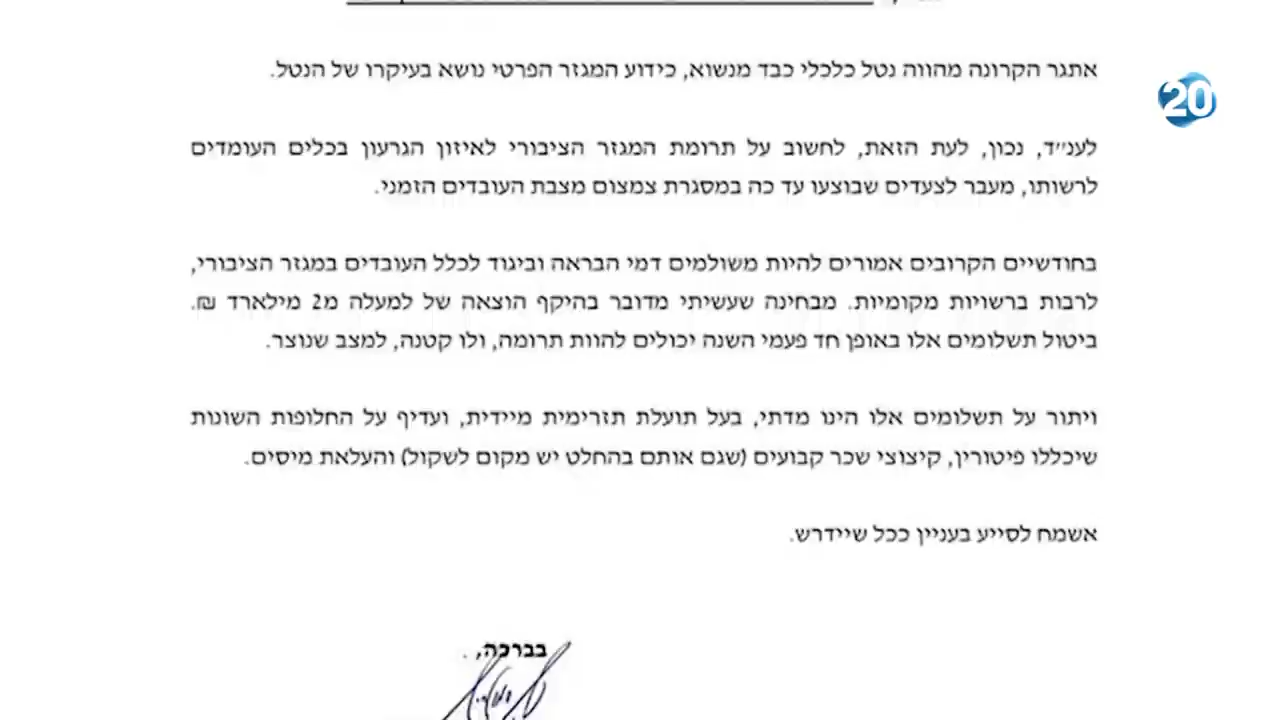 אתגר הקרונה מהווה נטל כלכלי כבד מנשוא, כידוע המגזר הפרטי נושא בעיקרו של הנטל.
לענ״ד, נכון, לעת הזאת, לחשוב על תרומת המגזר הציבורי לאיזון הגרעון בכלים העומדים
לרשותו, מעבר לצעדים שבוצעו עד כה במסגרת צמצום מצבת העובדים הזמני.
בחודשיים הקרובים אמורים להיות משולמים דמי הבראה וביגוד לכלל העובדים במגזר הציבורי,
לרבות ברשויות מקומיות. מבחינה שעשיתי מדובר בהיקף הוצאה של למעלה מ2 מילארד ₪.
ביטול תשלומים אלו באופן חד פעמי השנה יכולים להוות תרומה, ולו קטנה, למצב שנוצר.
ויתור על תשלומים אלו הינו מדתי, בעל תועלת תזרימית מיידית, ועדיף על החלופות השונות
שיכללו פיטורין, קיצוצי שכר קבועים (שגם אותם בהחלט יש מקום לשקול) והעלאת מיסים.
אשמח לסייע בעניין ככל שיידרש.
בברכה,
20